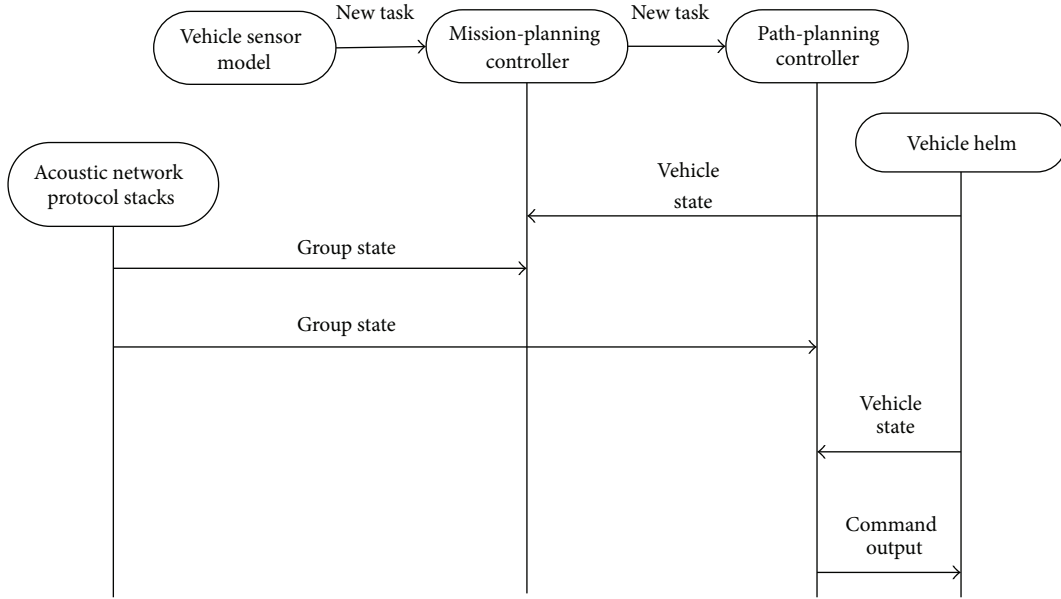 New task
New task
Vehicle sensor
model
Mission-planning
controller
Path-planning
controller
Vehicle helm
Acoustic network
protocol stacks
Vehicle
state
Group state
Group state
Vehicle
state
Command
output